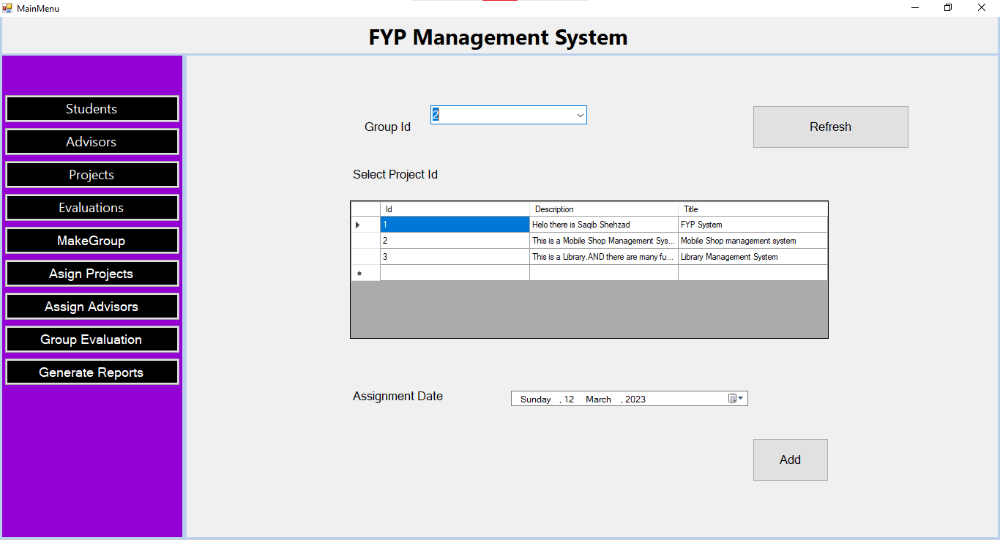 MainMenu
FYP Management System
Students
Advisors
Projects
Evaluations
MakeGroup
Asign Projects
Assign Advisors
Group Evaluation
Generate Reports
Group Id
2
Refresh
Select Project Id
Id Description Title
1 Helo there is Saqib Shehzad FYP System
2 This is a Mobile Shop Management Sys... Mobile Shop management system
3 This is a Library.AND there are many fu... Library Management System
Assignment Date
Sunday , 12 March , 2023
Add